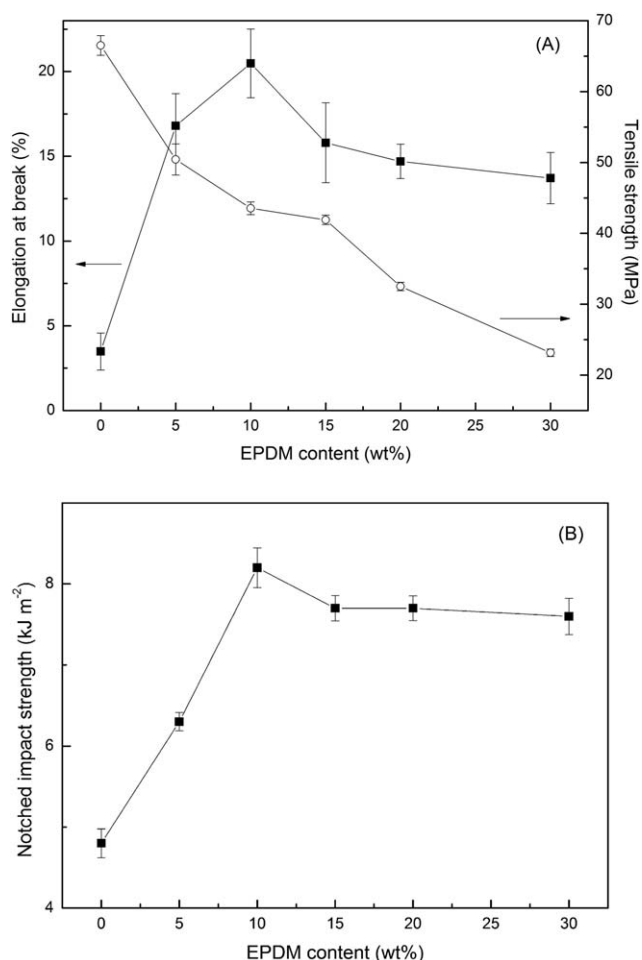 (A)
Elongation at break (%)
20
15
10
5
0
Tensile strength (MPa)
70
60
50
40
30
20
0 5 10 15 20 25 30
EPDM content (wt%)
(B)
Notched impact strength (kJ m-2)
8
6
4
0 5 10 15 20 25 30
EPDM content (wt%)